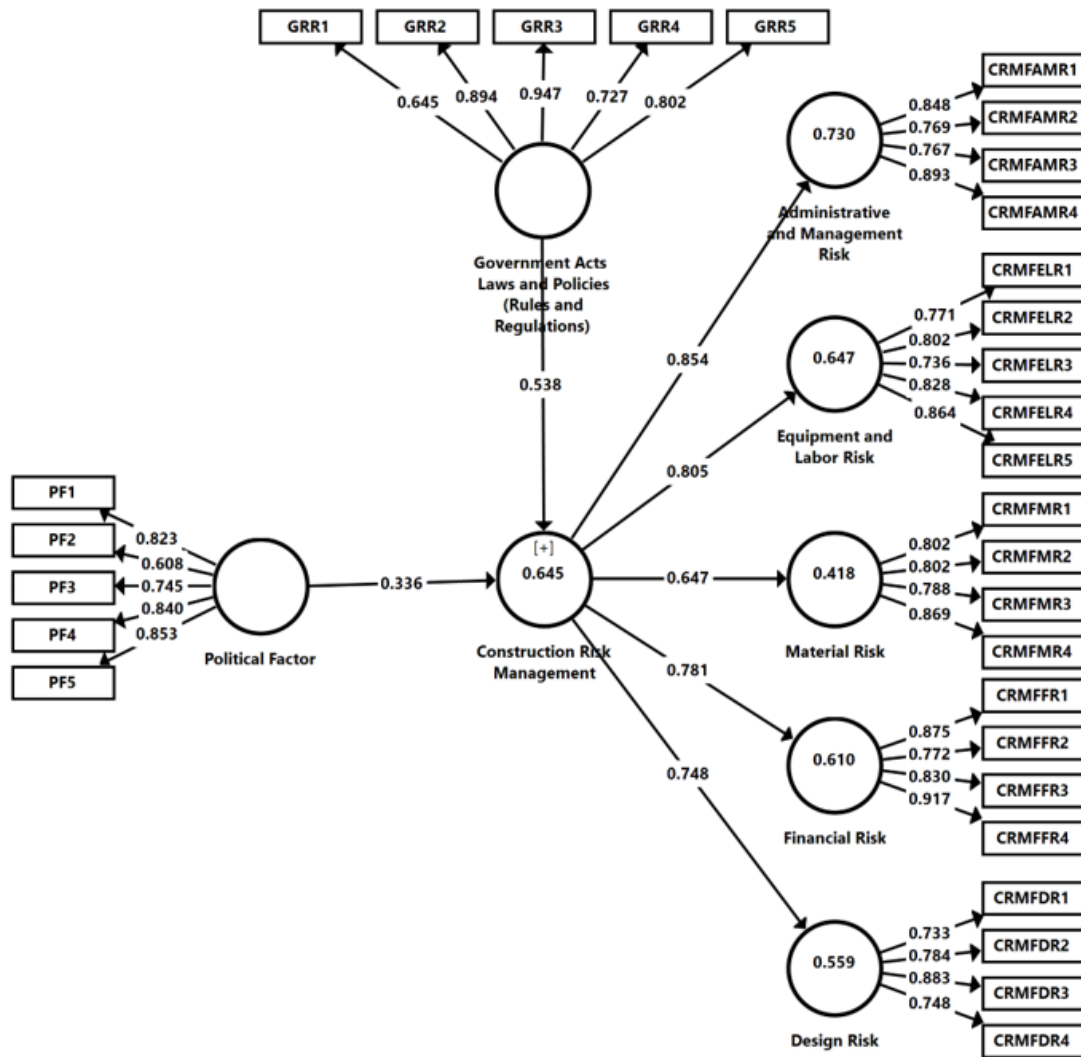 GRR1 GRR2 GRR3 GRR4 GRR5
0.645 0.894 0.947 0.727 0.802
Government Acts
Laws and Policies
(Rules and
Regulations)
0.538
PF1
PF2
PF3
PF4
PF5
0.823
0.608
0.745
0.840
0.853
Political Factor
0.336
[+]
0.645
Construction Risk
Management
0.854
0.805
0.647
0.781
0.748
0.730
Administrative
and Management
Risk
0.848
0.769
0.767
0.893
CRMFAMR1
CRMFAMR2
CRMFAMR3
CRMFAMR4
0.647
Equipment and
Labor Risk
0.771
0.802
0.736
0.828
0.864
CRMFELR1
CRMFELR2
CRMFELR3
CRMFELR4
CRMFELR5
0.418
Material Risk
0.802
0.802
0.788
0.869
CRMFMR1
CRMFMR2
CRMFMR3
CRMFMR4
0.610
Financial Risk
0.875
0.772
0.830
0.917
CRMFFR1
CRMFFR2
CRMFFR3
CRMFFR4
0.559
Design Risk
0.733
0.784
0.883
0.748
CRMFDR1
CRMFDR2
CRMFDR3
CRMFDR4